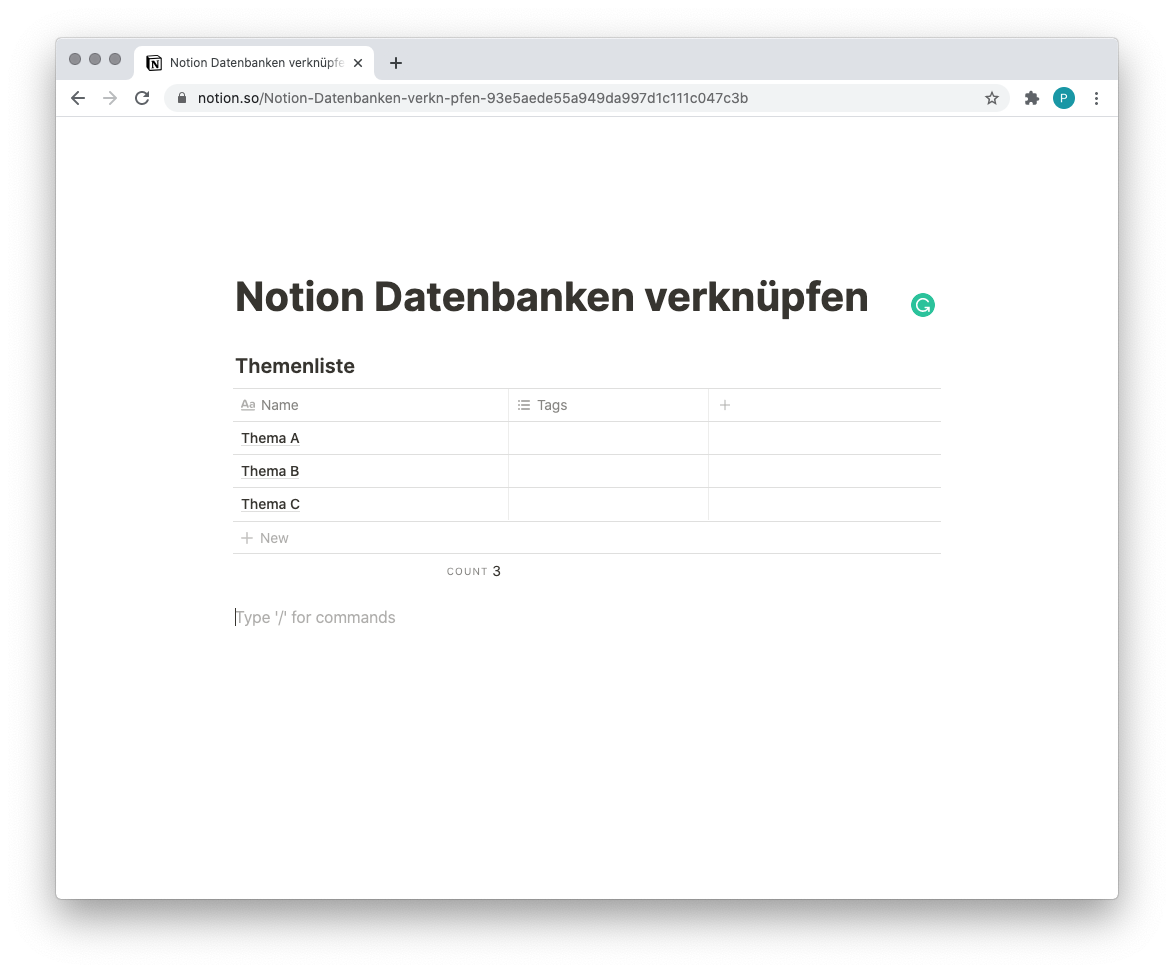 Notion Datenbanken verknüpfe
notion.so/Notion-Datenbanken-verkn-pfen-93e5aede55a949da997d1c111c047c3b
P
Notion Datenbanken verknüpfen
Themenliste
Aa Name Tags
Thema A
Thema B
Thema C
+ New
COUNT 3
Type '/' for commands